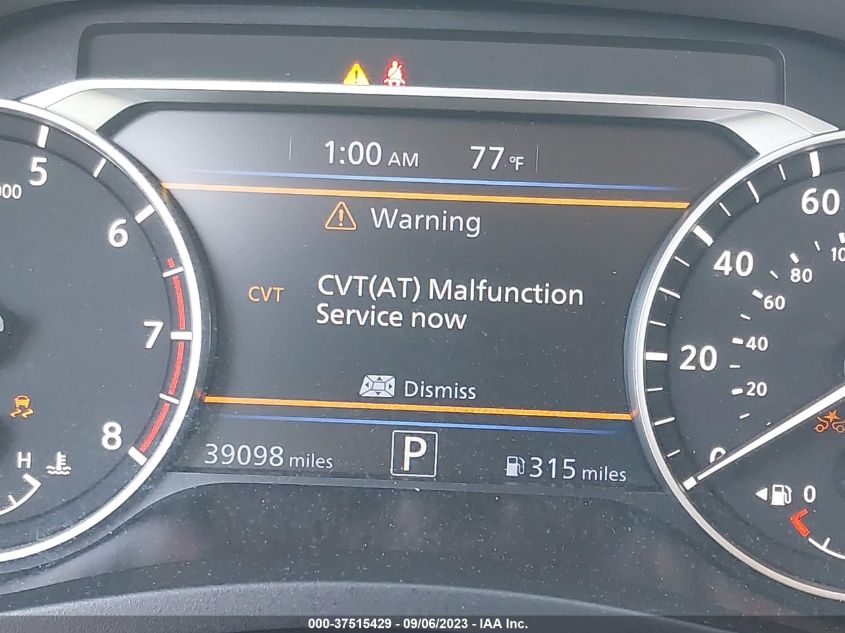 1:00 AM 77 °F
Warning
CVT CVT(AT) Malfunction
Service now
Dismiss
39098 miles P 315 miles
5
6
7
8
H
60
40
20
0
80
60
40
20
0
000-37515429 - 09/06/2023 - IAA Inc.